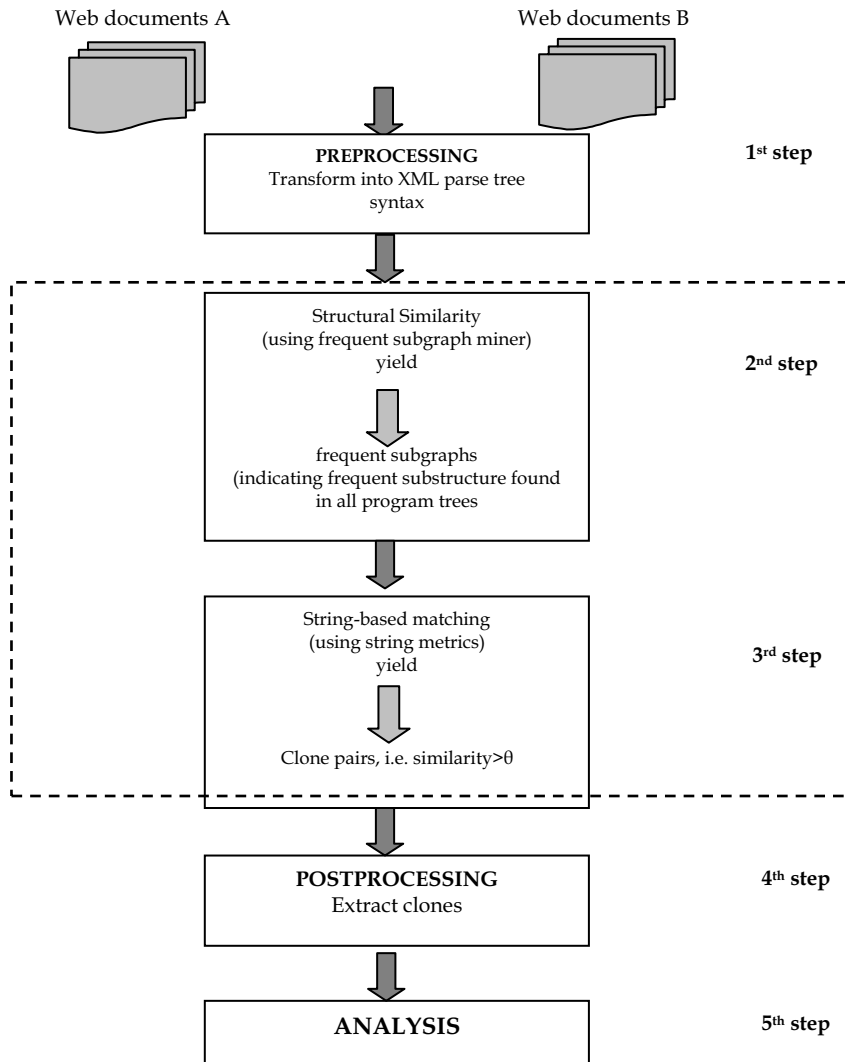 Web documents A
Web documents B
PREPROCESSING
Transform into XML parse tree
syntax
1st step
Structural Similarity
(using frequent subgraph miner)
yield
2nd step
frequent subgraphs
(indicating frequent substructure found
in all program trees
String-based matching
(using string metrics)
yield
3rd step
Clone pairs, i.e. similarity>θ
POSTPROCESSING
Extract clones
4th step
ANALYSIS
5th step